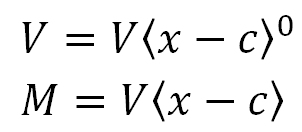 V = V⟨x − c⟩⁰
M = V⟨x − c⟩